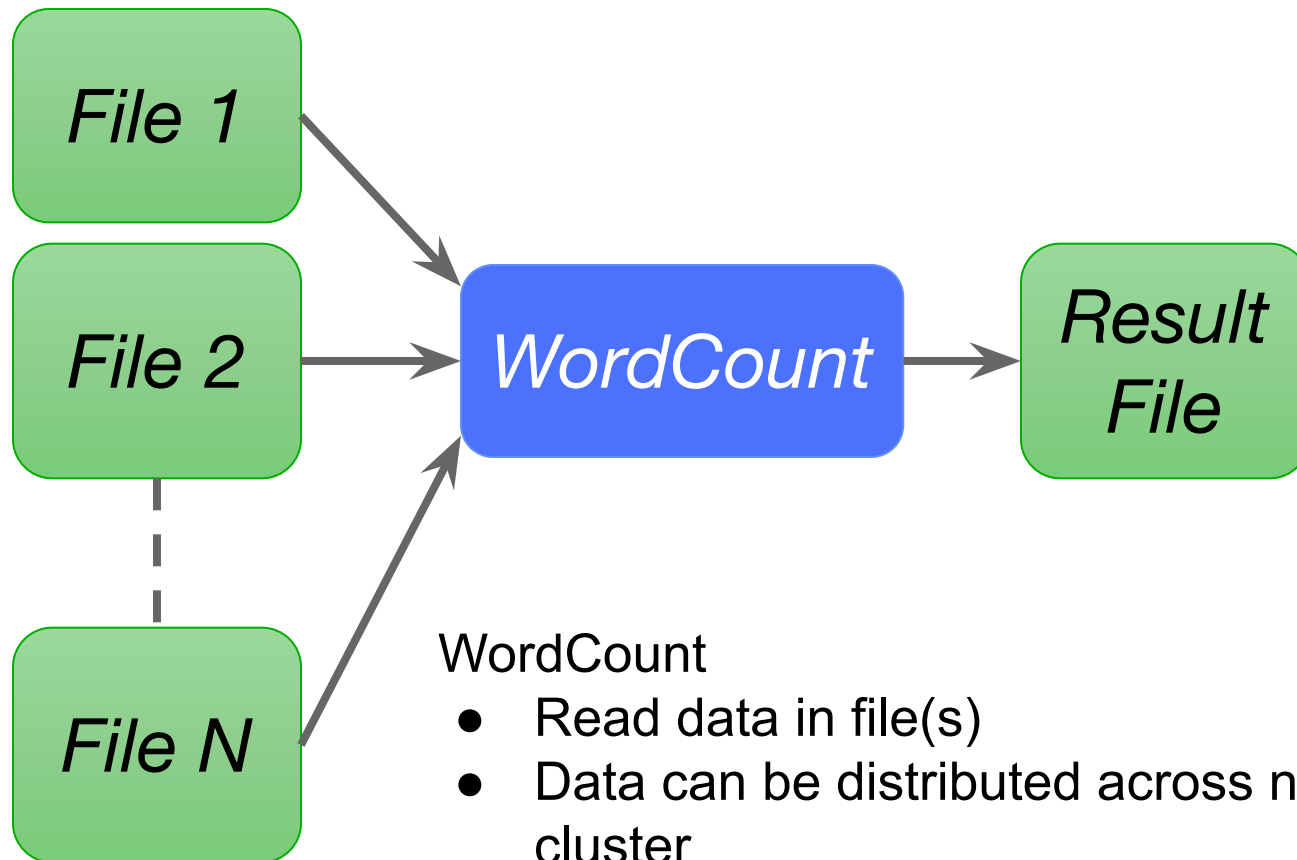 File 1
File 2
WordCount
Result
File
File N
WordCount
● Read data in file(s)
● Data can be distributed across n
cluster